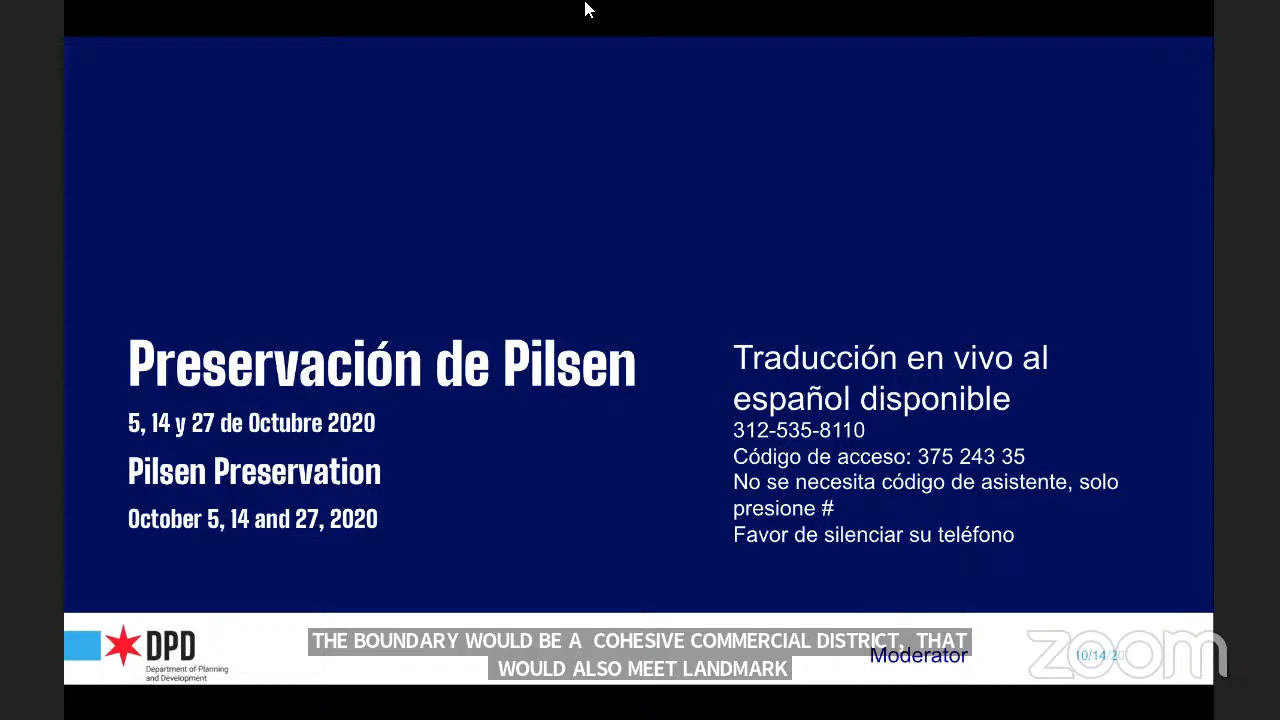 Preservación de Pilsen
5, 14 y 27 de Octubre 2020
Pilsen Preservation
October 5, 14 and 27, 2020
Traducción en vivo al
español disponible
312-535-8110
Código de acceso: 375 243 35
No se necesita código de asistente, solo
presione #
Favor de silenciar su teléfono
DPD
Department of Planning
and Development
THE BOUNDARY WOULD BE A COHESIVE COMMERCIAL DISTRICT, THAT
WOULD ALSO MEET LANDMARK
Moderator
10/14/20
zoom